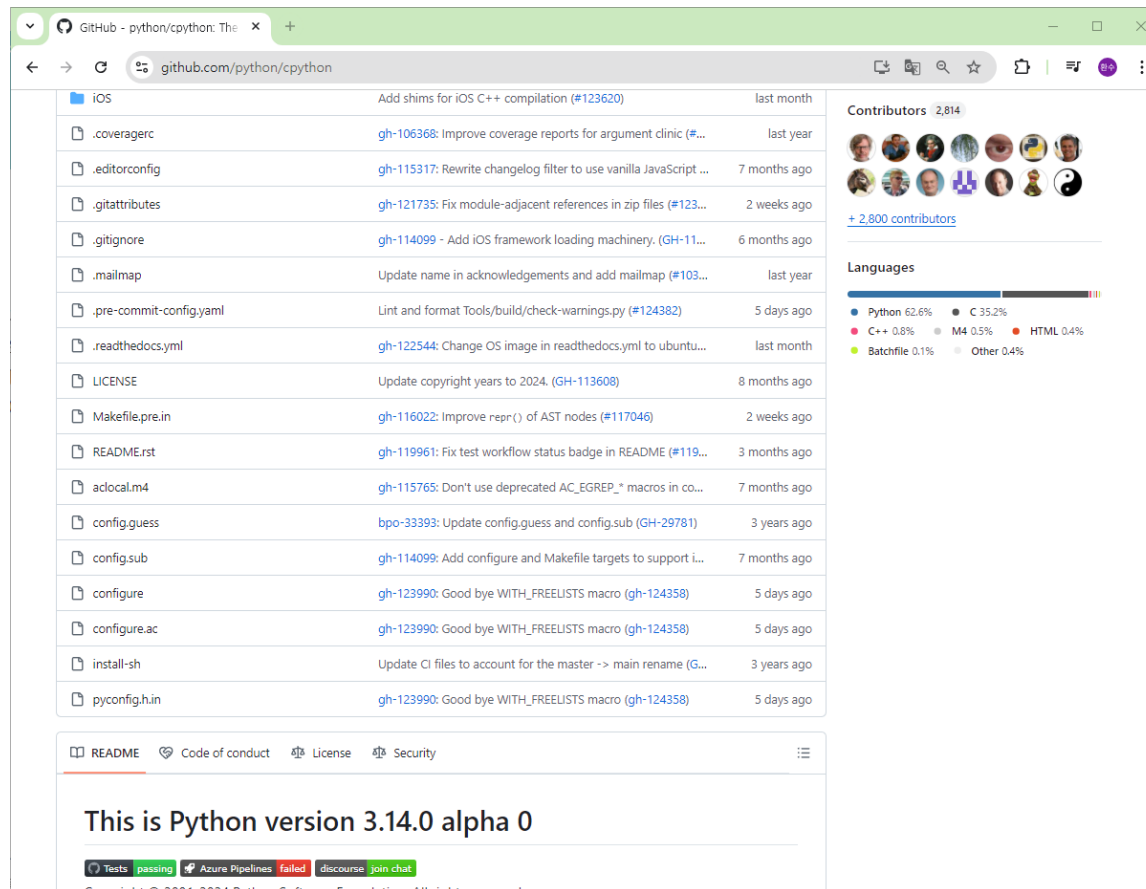 GitHub - python/cpython: The
github.com/python/cpython
한수
iOS Add shims for iOS C++ compilation (#123620) last month
.coveragerc gh-106368: Improve coverage reports for argument clinic (#... last year
.editorconfig gh-115317: Rewrite changelog filter to use vanilla JavaScript ... 7 months ago
.gitattributes gh-121735: Fix module-adjacent references in zip files (#123... 2 weeks ago
.gitignore gh-114099 - Add iOS framework loading machinery. (GH-11... 6 months ago
.mailmap Update name in acknowledgements and add mailmap (#103... last year
.pre-commit-config.yaml Lint and format Tools/build/check-warnings.py (#124382) 5 days ago
.readthedocs.yml gh-122544: Change OS image in readthedocs.yml to ubuntu... last month
LICENSE Update copyright years to 2024. (GH-113608) 8 months ago
Makefile.pre.in gh-116022: Improve repr() of AST nodes (#117046) 2 weeks ago
README.rst gh-119961: Fix test workflow status badge in README (#119... 3 months ago
aclocal.m4 gh-115765: Don't use deprecated AC_EGREP_* macros in co... 7 months ago
config.guess bpo-33393: Update config.guess and config.sub (GH-29781) 3 years ago
config.sub gh-114099: Add configure and Makefile targets to support i... 7 months ago
configure gh-123990: Good bye WITH_FREELISTS macro (gh-124358) 5 days ago
configure.ac gh-123990: Good bye WITH_FREELISTS macro (gh-124358) 5 days ago
install-sh Update CI files to account for the master -> main rename (G... 3 years ago
pyconfig.h.in gh-123990: Good bye WITH_FREELISTS macro (gh-124358) 5 days ago
README Code of conduct License Security
This is Python version 3.14.0 alpha 0
Tests passing Azure Pipelines failed discourse join chat
Contributors 2,814
+ 2,800 contributors
Languages
Python 62.6% C 35.2%
C++ 0.8% M4 0.5% HTML 0.4%
Batchfile 0.1% Other 0.4%